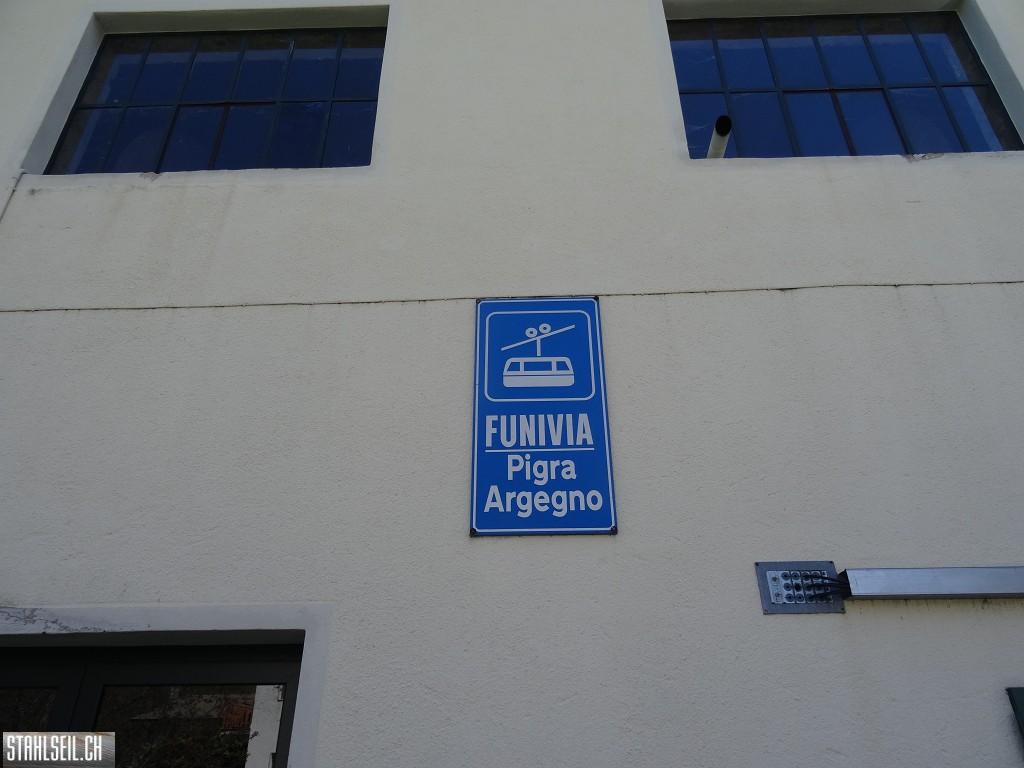 FUNIVIA
Pigra
Argegno
STAHLSEIL.CH